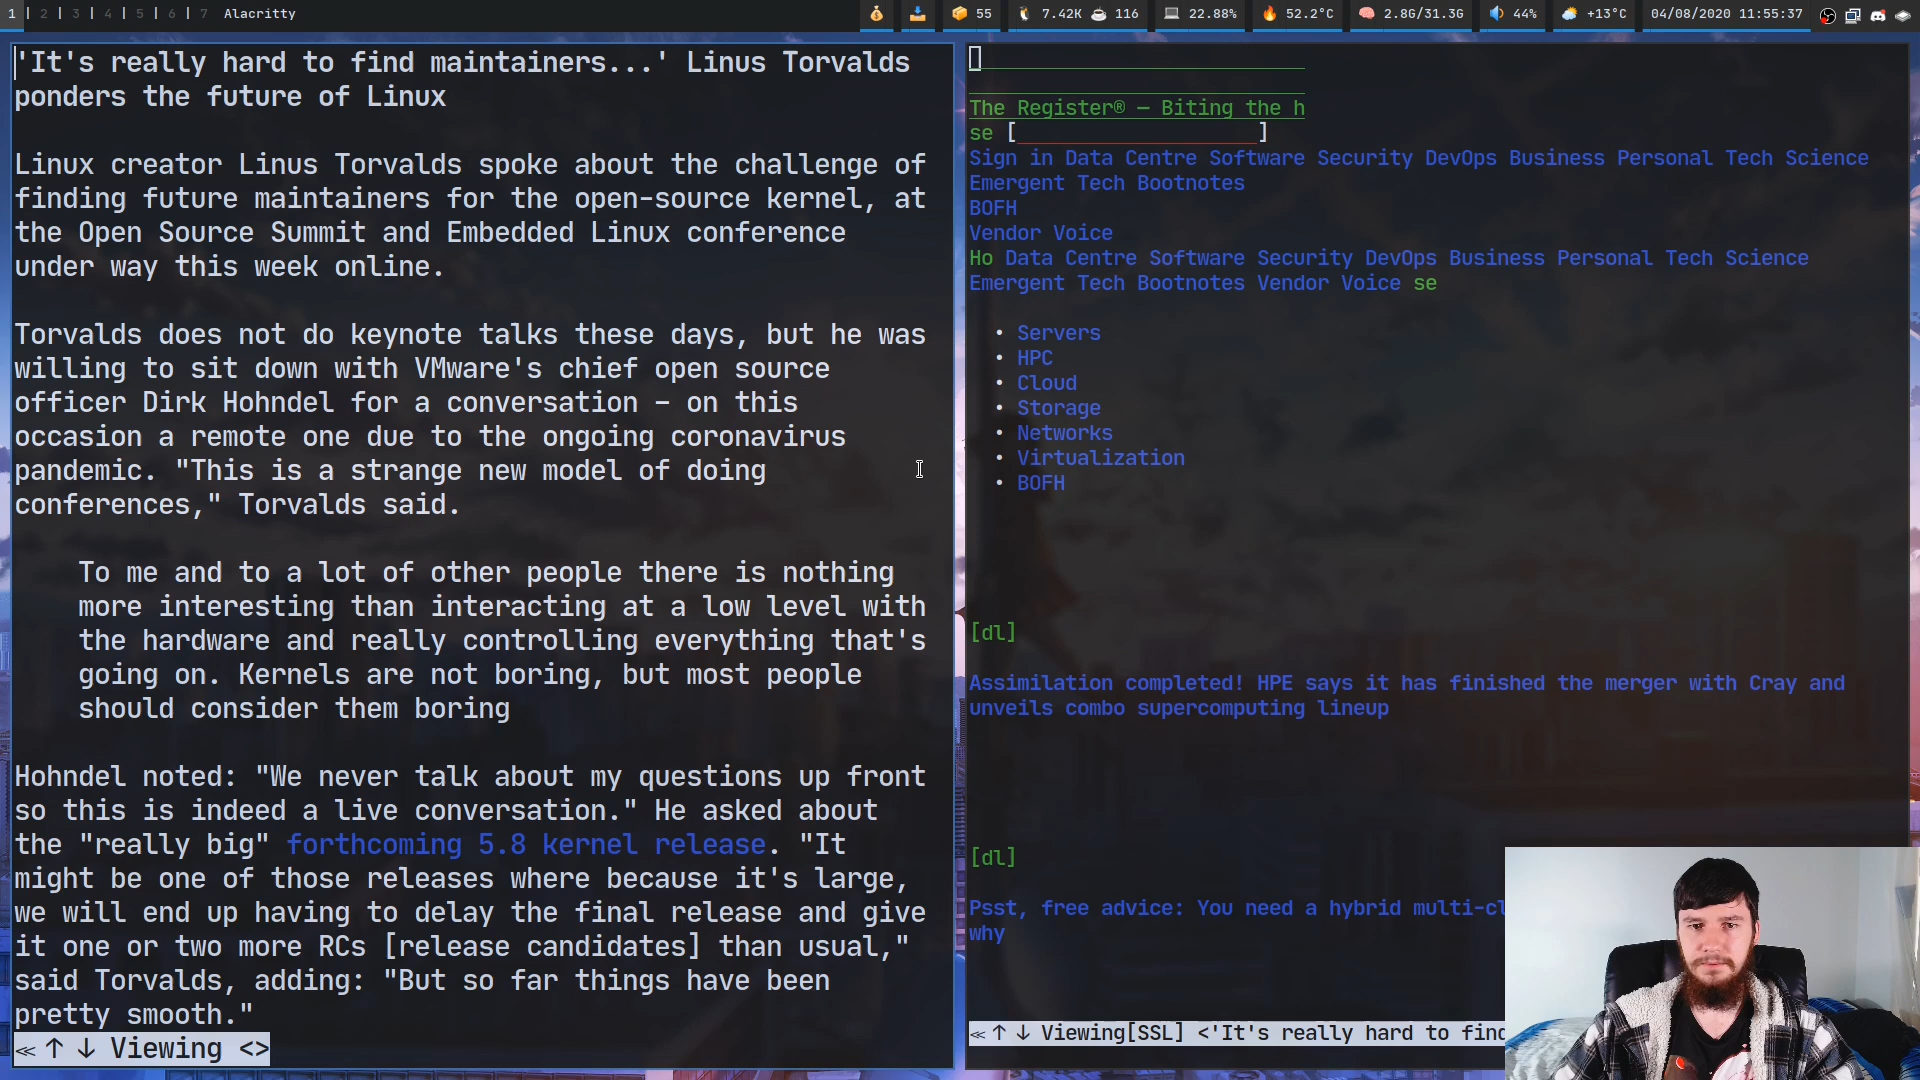 1 | 2 | 3 | 4 | 5 | 6 | 7 Alacritty
55 7.42K 116 22.88% 52.2°C 2.8G/31.3G 44% +13°C 04/08/2020 11:55:37
'It's really hard to find maintainers...' Linus Torvalds
ponders the future of Linux
Linux creator Linus Torvalds spoke about the challenge of
finding future maintainers for the open-source kernel, at
the Open Source Summit and Embedded Linux conference
under way this week online.
Torvalds does not do keynote talks these days, but he was
willing to sit down with VMware's chief open source
officer Dirk Hohndel for a conversation – on this
occasion a remote one due to the ongoing coronavirus
pandemic. "This is a strange new model of doing
conferences," Torvalds said.
To me and to a lot of other people there is nothing
more interesting than interacting at a low level with
the hardware and really controlling everything that's
going on. Kernels are not boring, but most people
should consider them boring
Hohndel noted: "We never talk about my questions up front
so this is indeed a live conversation." He asked about
the "really big" forthcoming 5.8 kernel release. "It
might be one of those releases where because it's large,
we will end up having to delay the final release and give
it one or two more RCs [release candidates] than usual,"
said Torvalds, adding: "But so far things have been
pretty smooth."
≪ ↑ ↓ Viewing <>
The Register® — Biting the h
se [____________________]
Sign in Data Centre Software Security DevOps Business Personal Tech Science
Emergent Tech Bootnotes
BOFH
Vendor Voice
Ho Data Centre Software Security DevOps Business Personal Tech Science
Emergent Tech Bootnotes Vendor Voice se
• Servers
• HPC
• Cloud
• Storage
• Networks
• Virtualization
• BOFH
[dl]
Assimilation completed! HPE says it has finished the merger with Cray and
unveils combo supercomputing lineup
[dl]
Psst, free advice: You need a hybrid multi-cl
why
≪ ↑ ↓ Viewing[SSL] <'It's really hard to find